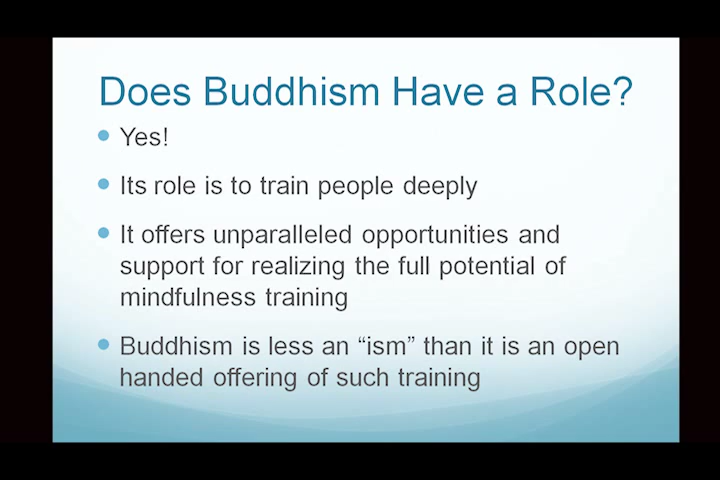 Does Buddhism Have a Role?
Yes!
Its role is to train people deeply
It offers unparalleled opportunities and
support for realizing the full potential of
mindfulness training
Buddhism is less an “ism” than it is an open
handed offering of such training